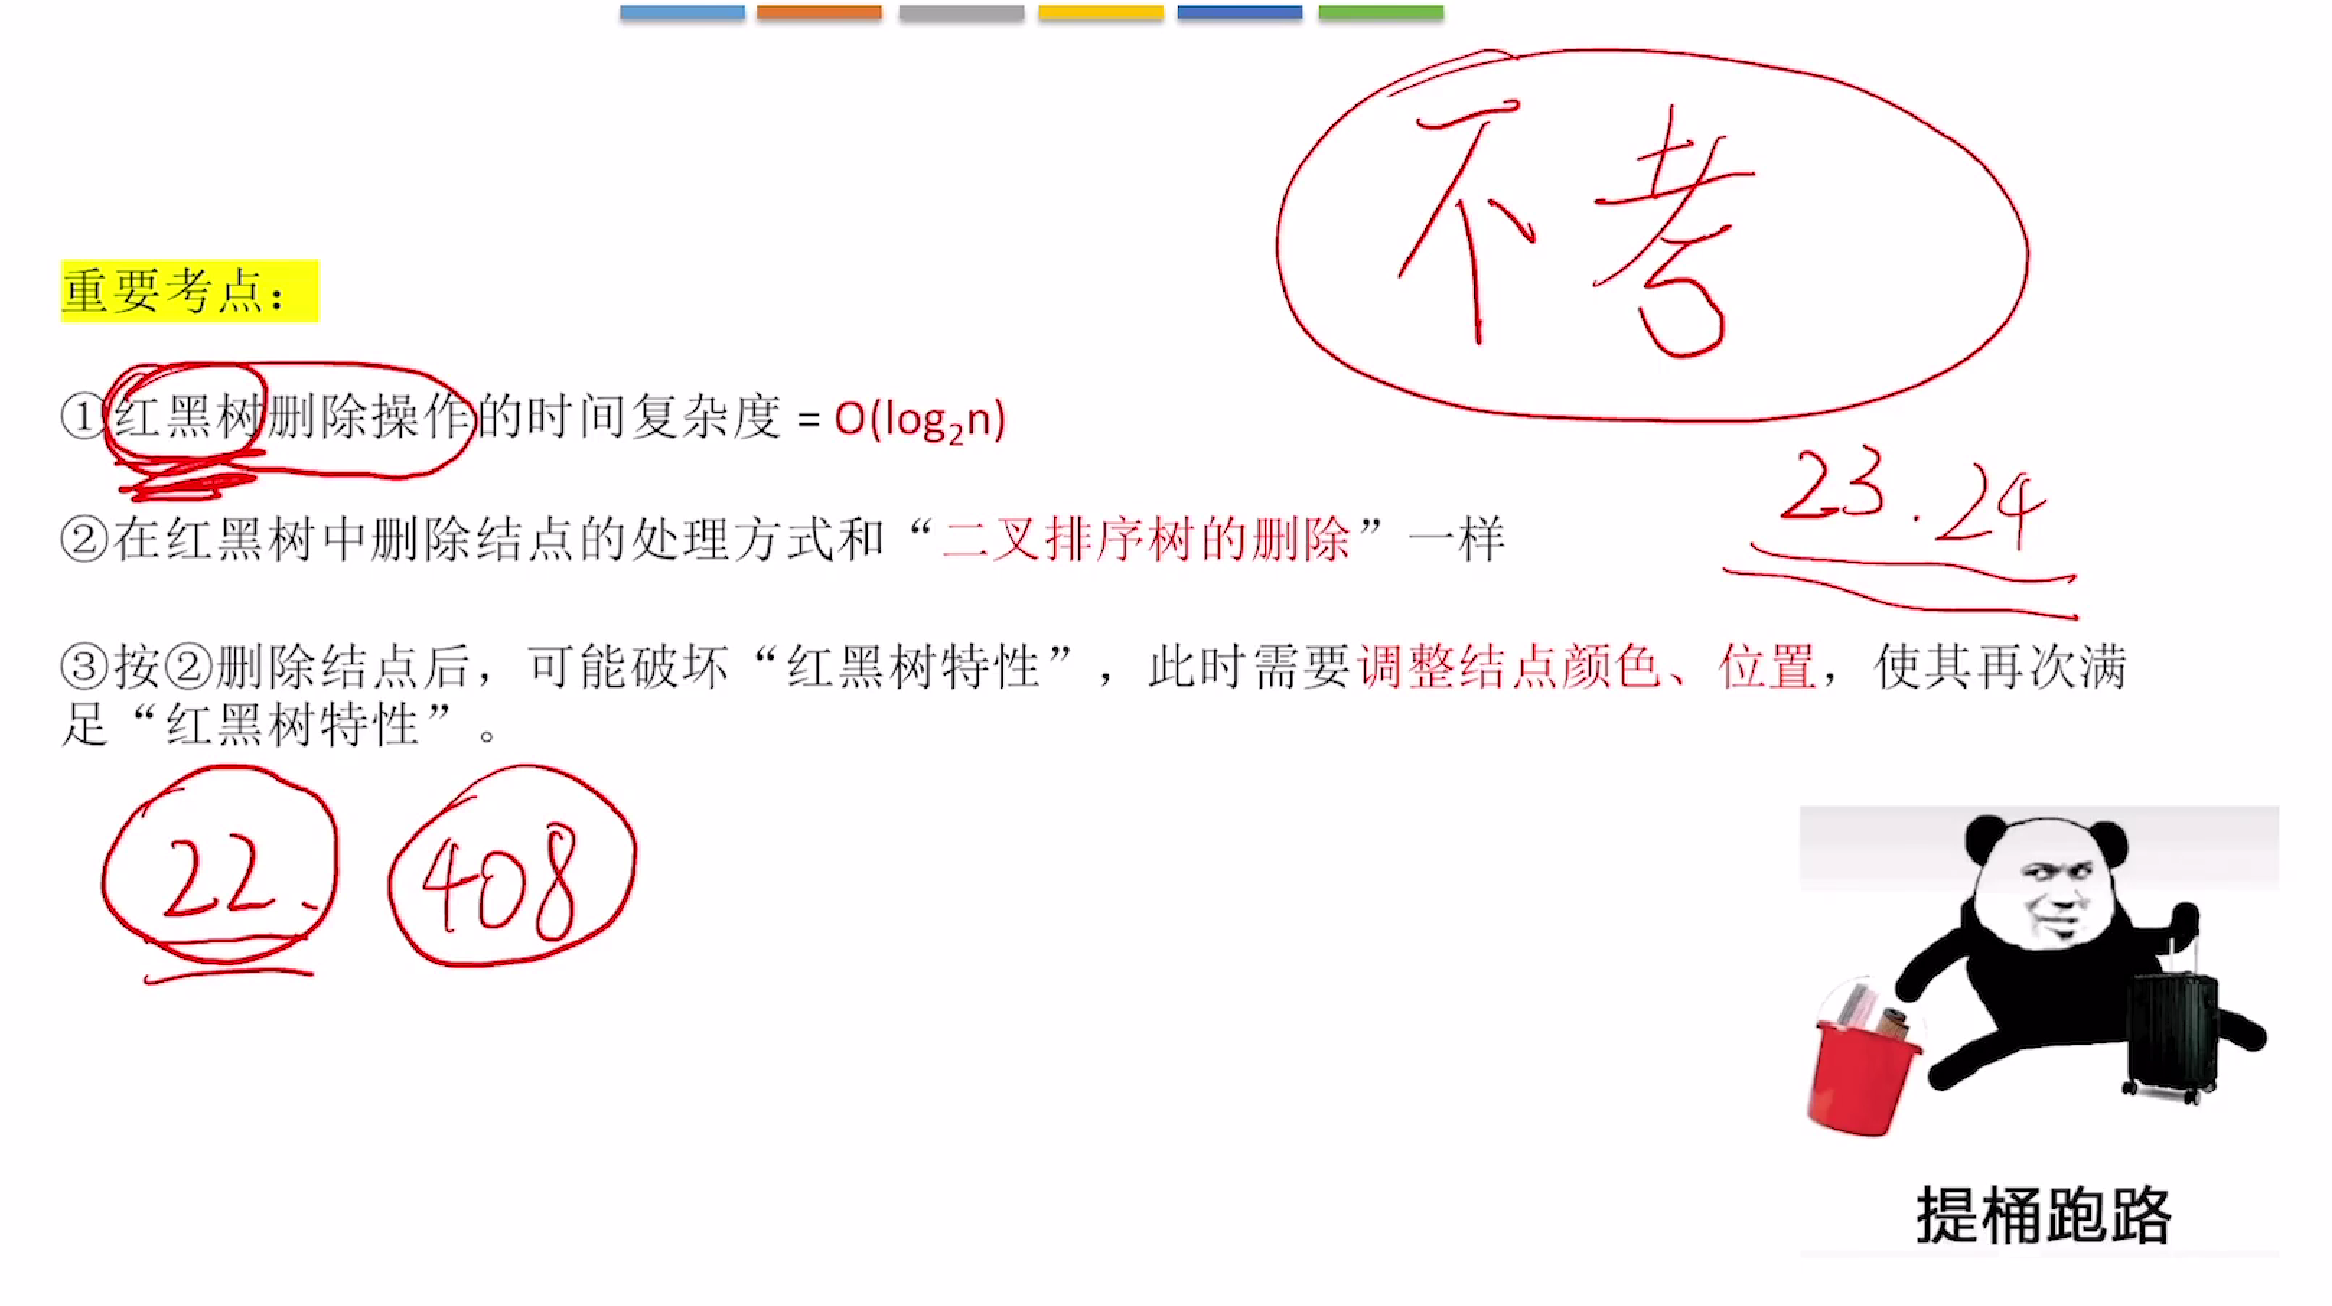 不考
重要考点：
①红黑树删除操作的时间复杂度 = O(log₂n)
23.24
②在红黑树中删除结点的处理方式和“二叉排序树的删除”一样
③按②删除结点后，可能破坏“红黑树特性”，此时需要调整结点颜色、位置，使其再次满
足“红黑树特性”。
22、 408
提桶跑路